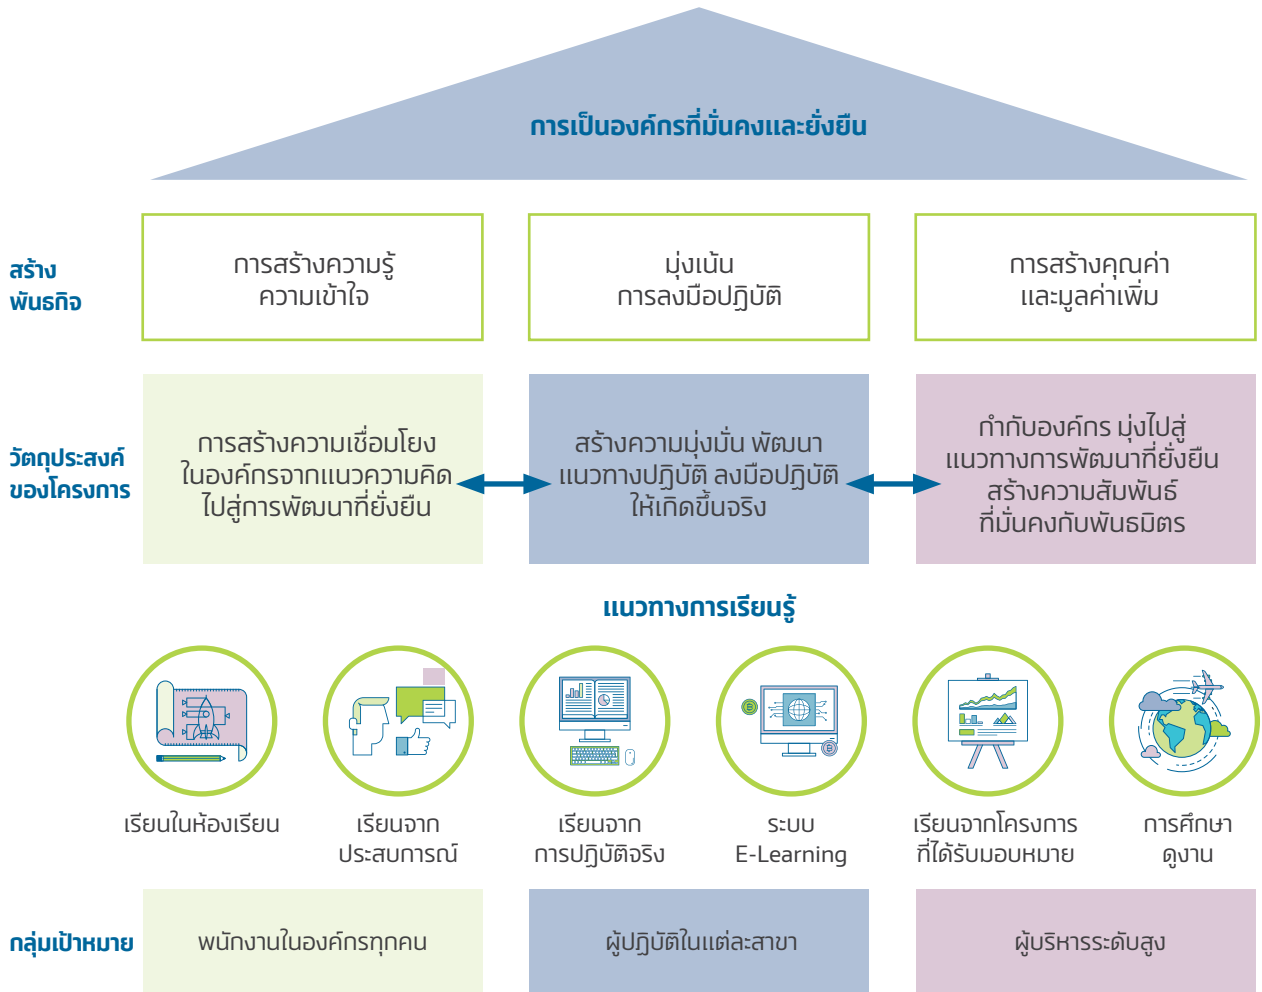 การเป็นองค์กรที่มั่นคงและยั่งยืน
สร้าง
พันธกิจ
การสร้างความรู้
ความเข้าใจ
มุ่งเน้น
การลงมือปฏิบัติ
การสร้างคุณค่า
และมูลค่าเพิ่ม
วัตถุประสงค์
ของโครงการ
การสร้างความเชื่อมโยง
ในองค์กรจากแนวความคิด
ไปสู่การพัฒนาที่ยั่งยืน
สร้างความมุ่งมั่น พัฒนา
แนวทางปฏิบัติ ลงมือปฏิบัติ
ให้เกิดขึ้นจริง
กำกับองค์กร มุ่งไปสู่
แนวทางการพัฒนาที่ยั่งยืน
สร้างความสัมพันธ์
ที่มั่นคงกับพันธมิตร
แนวทางการเรียนรู้
เรียนในห้องเรียน
เรียนจาก
ประสบการณ์
เรียนจาก
การปฏิบัติจริง
ระบบ
E-Learning
เรียนจากโครงการ
ที่ได้รับมอบหมาย
การศึกษา
ดูงาน
กลุ่มเป้าหมาย
พนักงานในองค์กรทุกคน
ผู้ปฏิบัติในแต่ละสาขา
ผู้บริหารระดับสูง